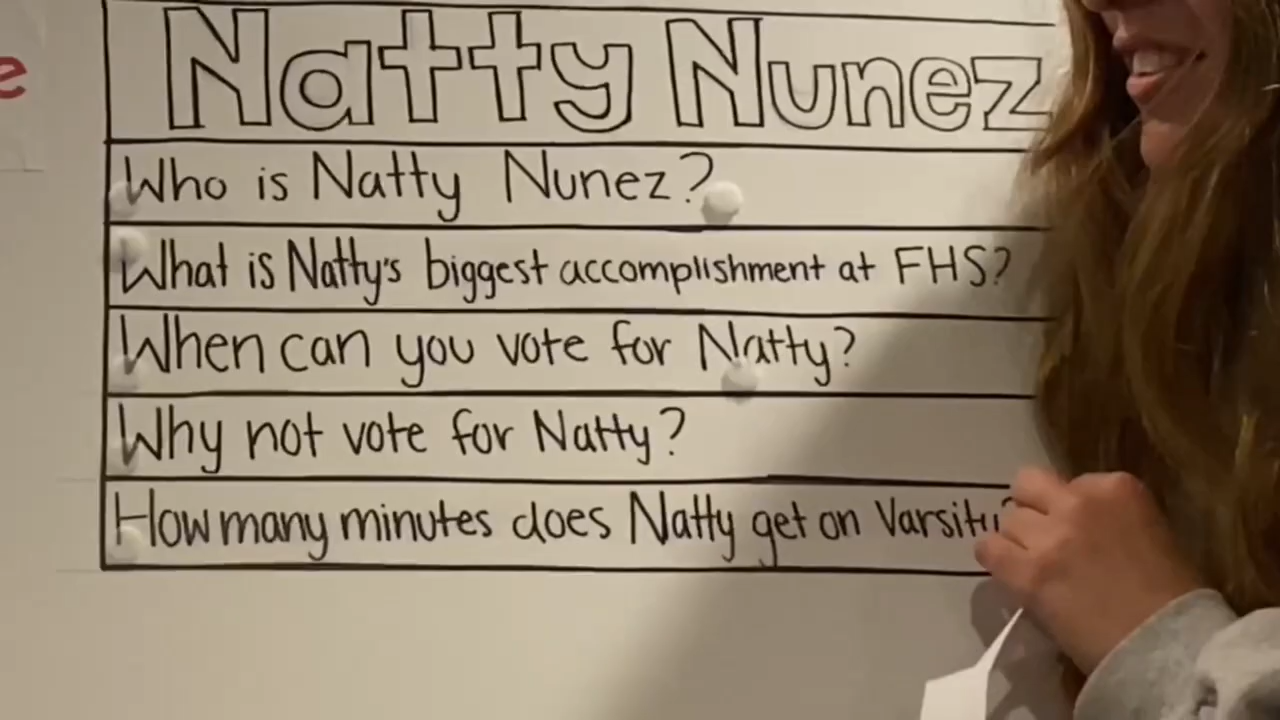 Natty Nunez
Who is Natty Nunez?
What is Natty's biggest accomplishment at FHS?
When can you vote for Natty?
Why not vote for Natty?
How many minutes does Natty get on Varsity?
e